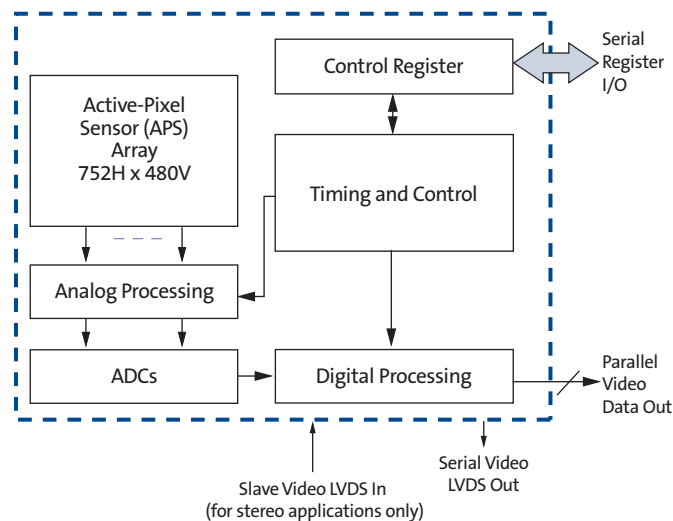 Control Register
Serial
Register
I/O
Active-Pixel
Sensor (APS)
Array
752H x 480V
Timing and Control
Analog Processing
ADCs
Digital Processing
Parallel
Video
Data Out
Slave Video LVDS In
(for stereo applications only)
Serial Video
LVDS Out